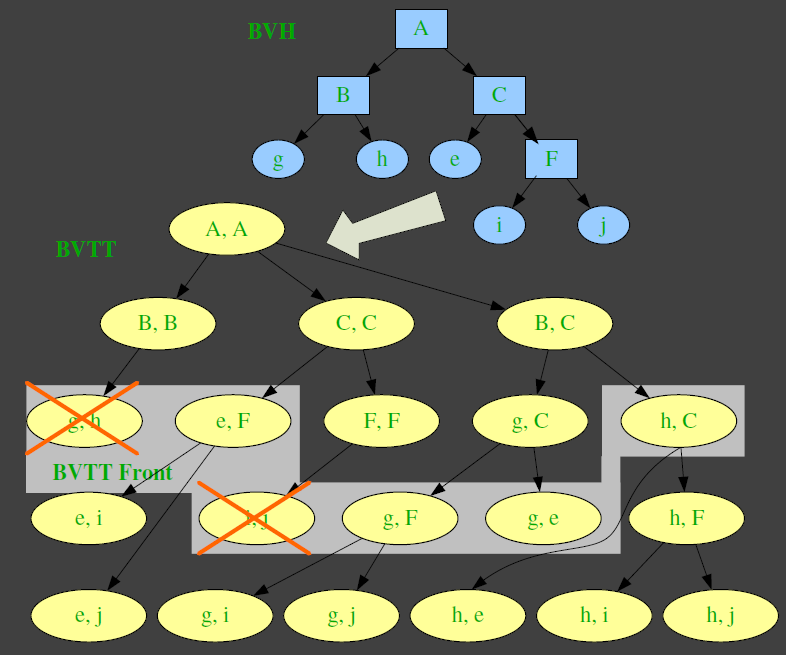 BVH
A
B
C
g
h
e
F
i
j
A, A
BVTT
B, B
C, C
B, C
g, h
e, F
F, F
g, C
h, C
BVTT Front
e, i
i, j
g, F
g, e
h, F
e, j
g, i
g, j
h, e
h, i
h, j